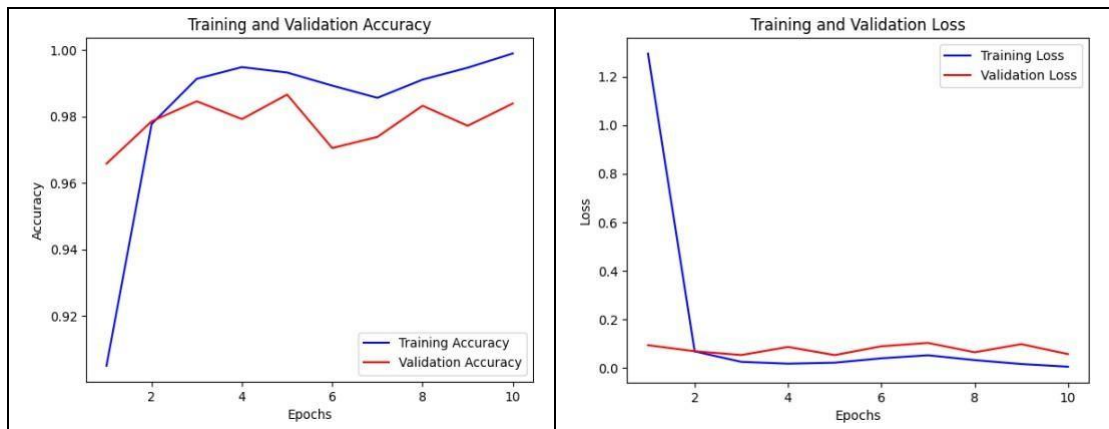 Training and Validation Accuracy
1.00
0.98
0.96
0.94
0.92
Accuracy
Training Accuracy
Validation Accuracy
2
4
6
8
10
Epochs
Training and Validation Loss
Training Loss
Validation Loss
1.2
1.0
0.8
0.6
0.4
0.2
0.0
Loss
2
4
6
8
10
Epochs